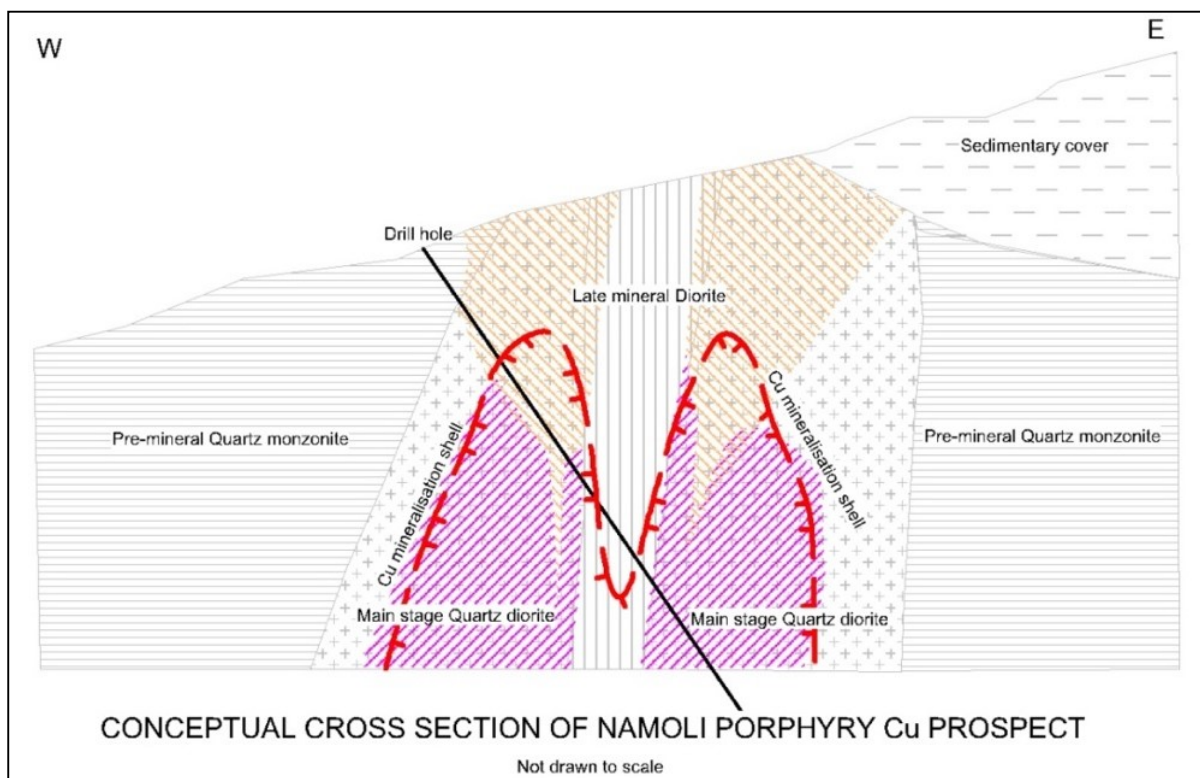 W
E
Sedimentary cover
Drill hole
Late mineral Diorite
Pre-mineral Quartz monzonite
Cu mineralisation shell
Cu mineralisation shell
Pre-mineral Quartz monzonite
Main stage Quartz diorite
Main stage Quartz diorite
CONCEPTUAL CROSS SECTION OF NAMOLI PORPHYRY Cu PROSPECT
Not drawn to scale